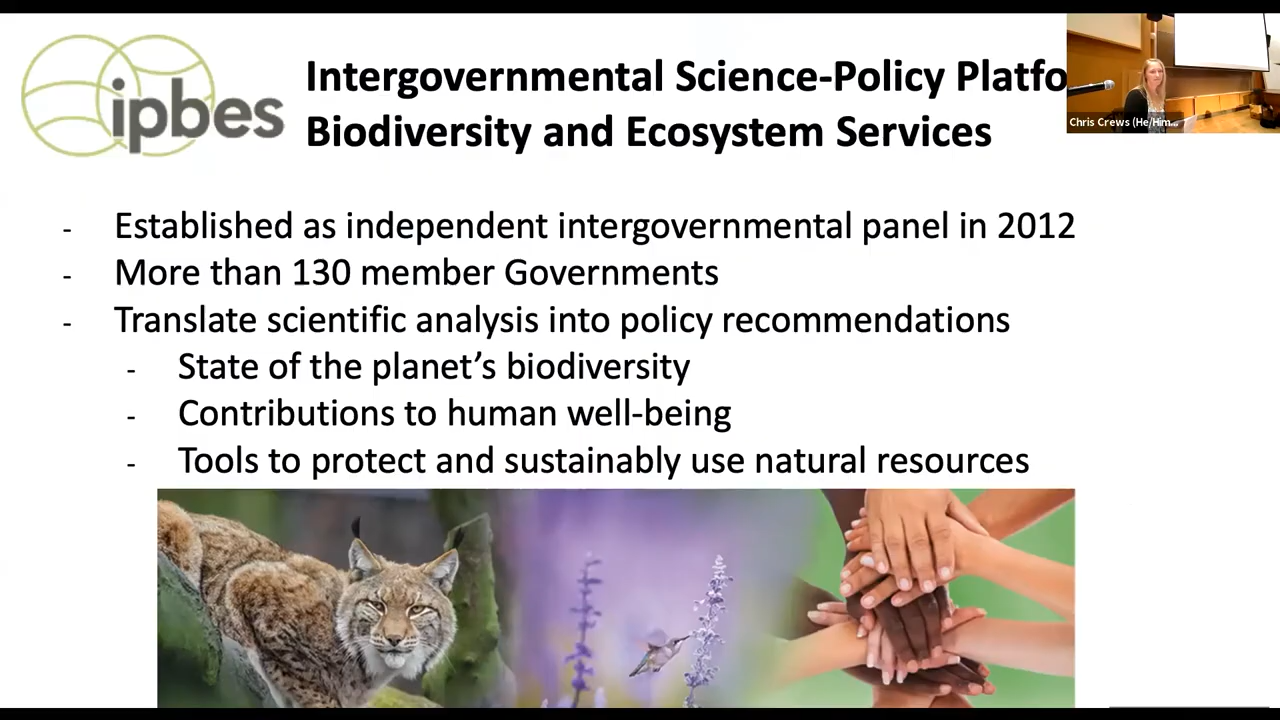 ipbes
Intergovernmental Science-Policy Platfo
Biodiversity and Ecosystem Services
Chris Crews (He/Him...
- Established as independent intergovernmental panel in 2012
- More than 130 member Governments
- Translate scientific analysis into policy recommendations
- State of the planet’s biodiversity
- Contributions to human well-being
- Tools to protect and sustainably use natural resources